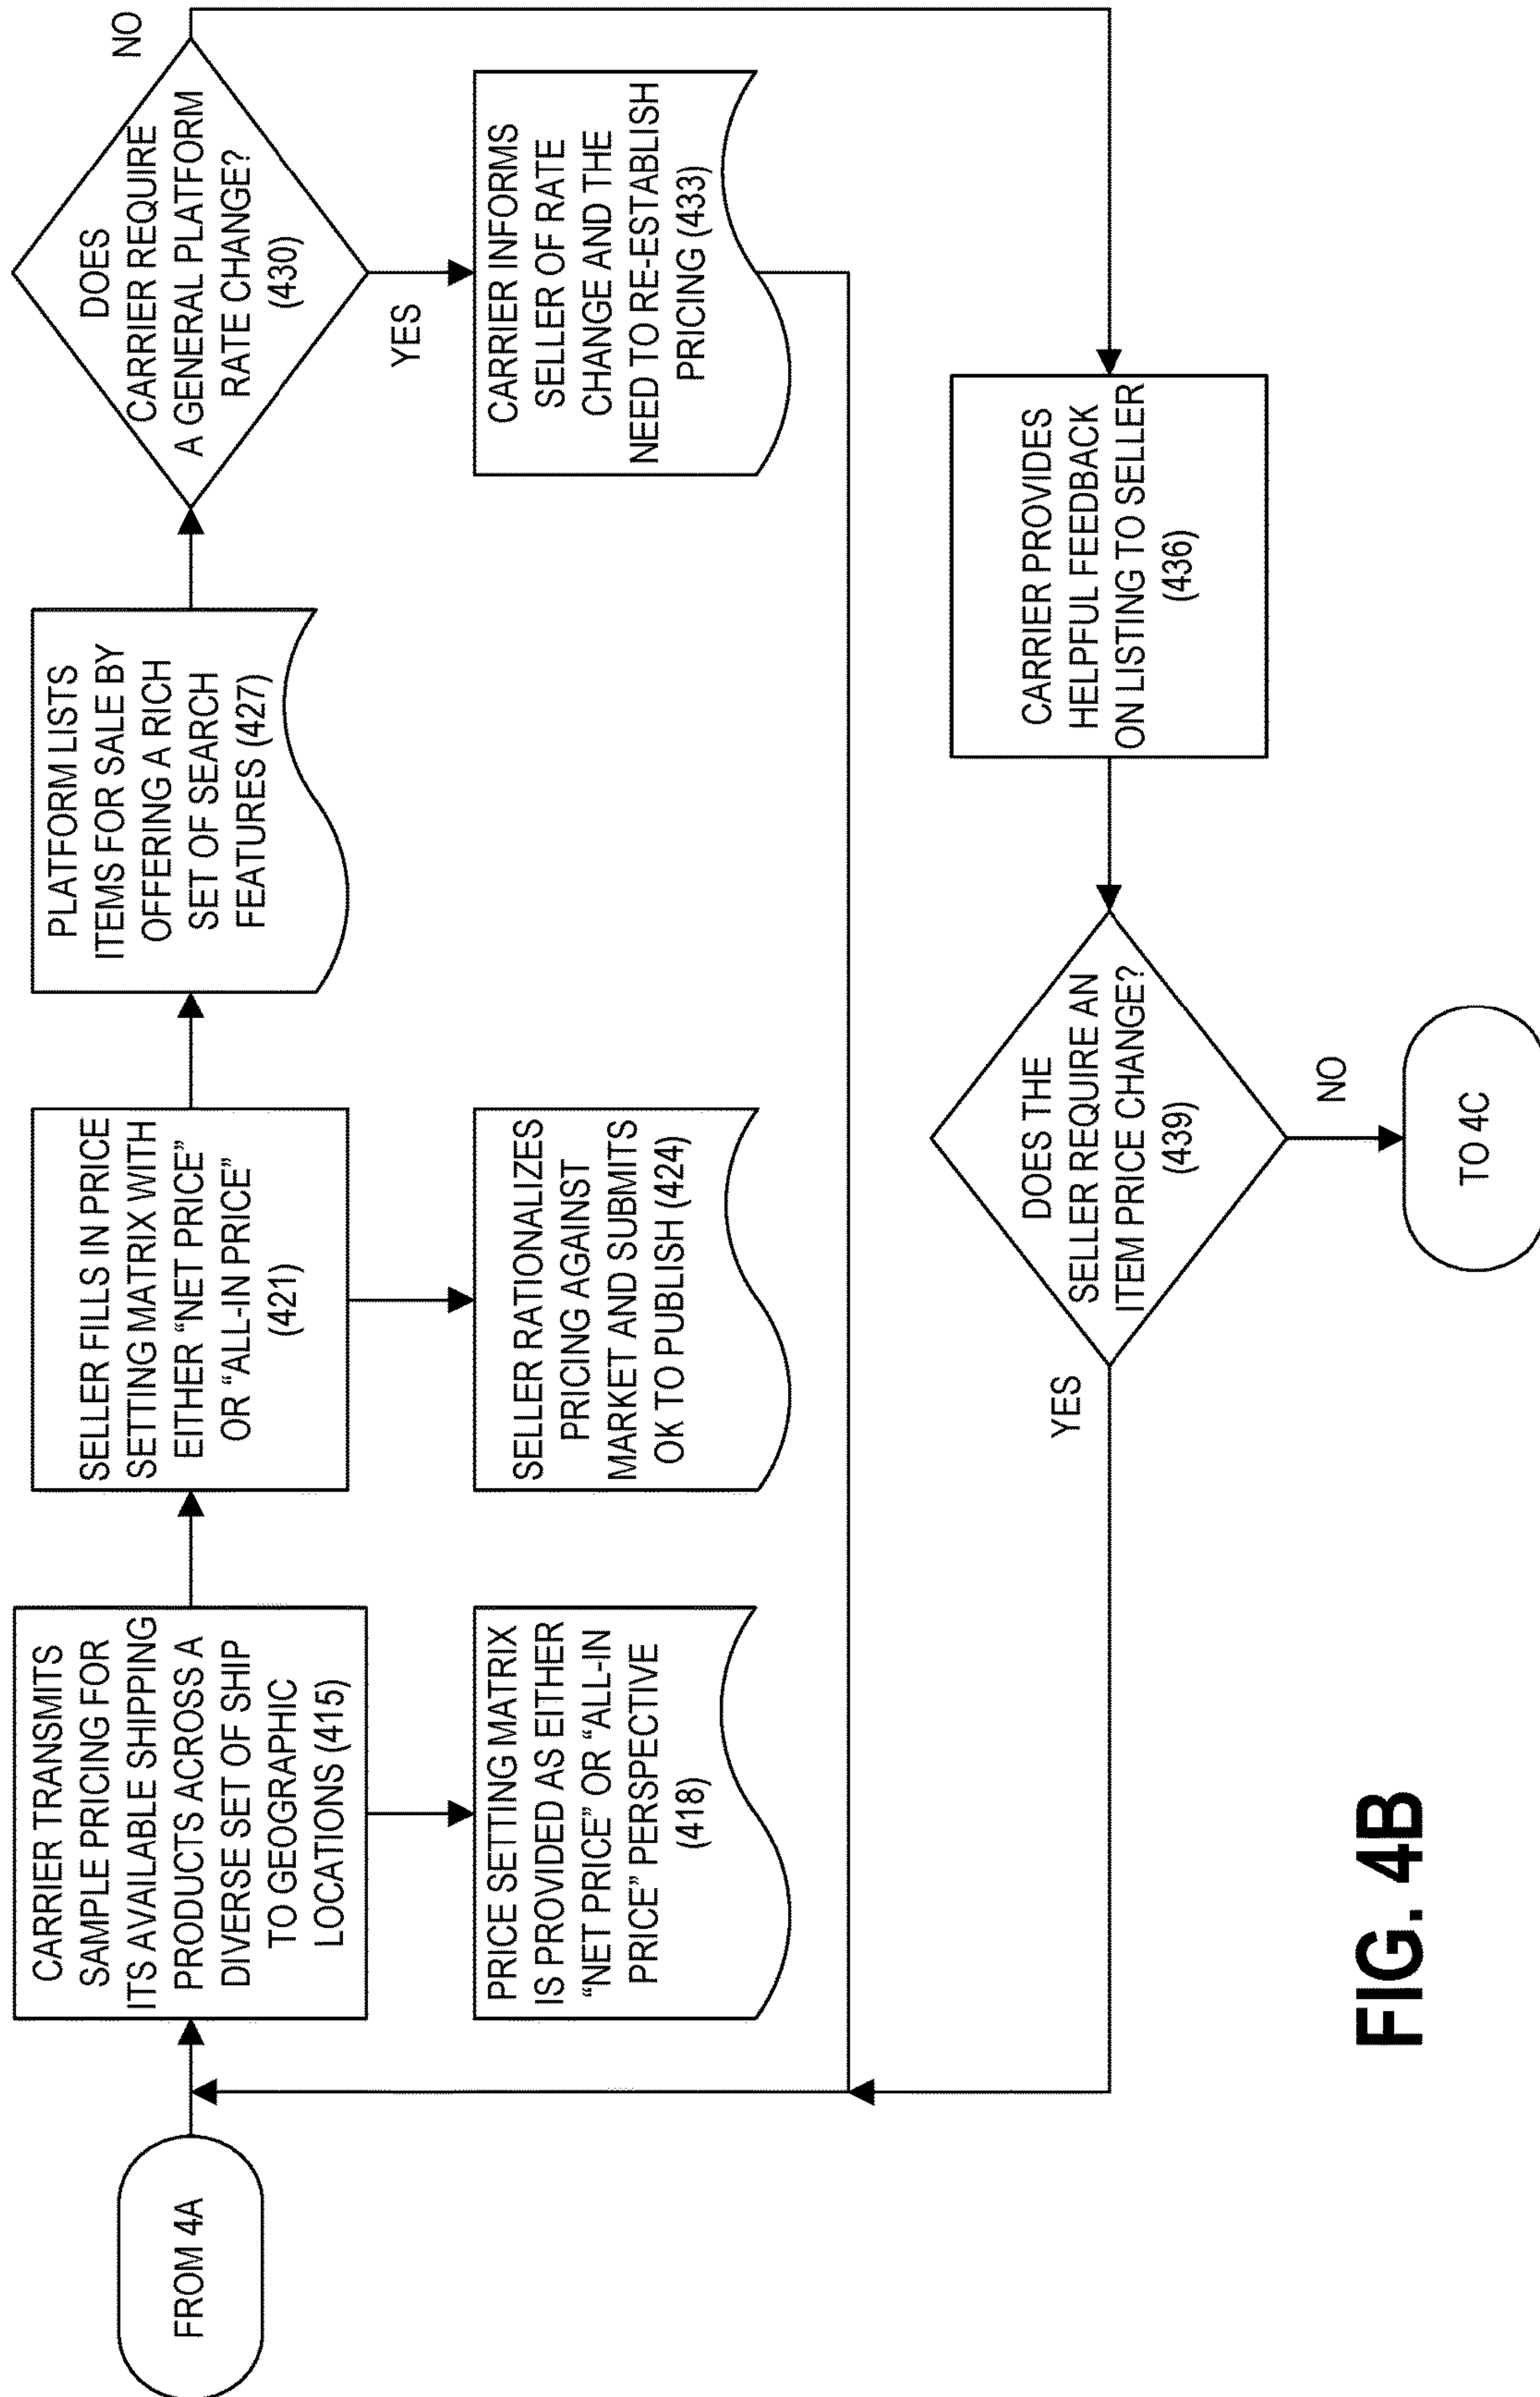 FROM 4A
CARRIER TRANSMITS
SAMPLE PRICING FOR
ITS AVAILABLE SHIPPING
PRODUCTS ACROSS A
DIVERSE SET OF SHIP
TO GEOGRAPHIC
LOCATIONS (415)
PRICE SETTING MATRIX
IS PROVIDED AS EITHER
“NET PRICE” OR “ALL-IN
PRICE” PERSPECTIVE
(418)
SELLER FILLS IN PRICE
SETTING MATRIX WITH
EITHER “NET PRICE”
OR “ALL-IN PRICE”
(421)
SELLER RATIONALIZES
PRICING AGAINST
MARKET AND SUBMITS
OK TO PUBLISH (424)
PLATFORM LISTS
ITEMS FOR SALE BY
OFFERING A RICH
SET OF SEARCH
FEATURES (427)
DOES
CARRIER REQUIRE
A GENERAL PLATFORM
RATE CHANGE?
(430)
NO
YES
CARRIER INFORMS
SELLER OF RATE
CHANGE AND THE
NEED TO RE-ESTABLISH
PRICING (433)
CARRIER PROVIDES
HELPFUL FEEDBACK
ON LISTING TO SELLER
(436)
DOES THE
SELLER REQUIRE AN
ITEM PRICE CHANGE?
(439)
YES
NO
TO 4C
FIG. 4B